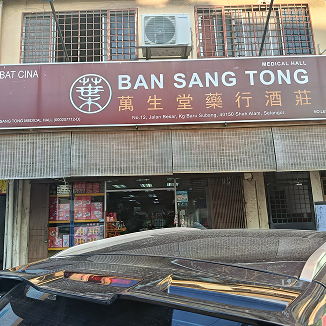 BAT CINA
葉
MEDICAL HALL
BAN SANG TONG
萬生堂藥行酒莊
No.12, Jalan Besar, Kg Baru Subang, 40150 Shah Alam, Selangor.